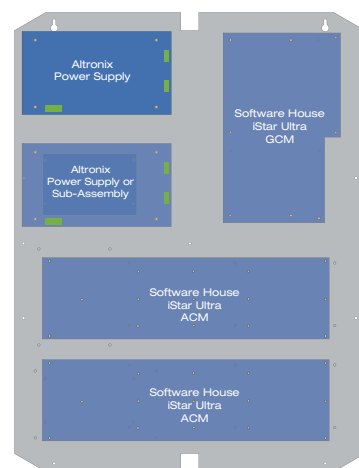 Altronix
Power Supply
Software House
iStar Ultra
GCM
Altronix
Power Supply or
Sub-Assembly
Software House
iStar Ultra
ACM
Software House
iStar Ultra
ACM